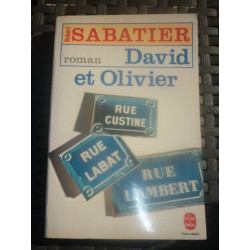 Robert
SABATIER
roman David
et Olivier
RUE
CUSTINE
RUE
LABAT
RUE
LAMBERT